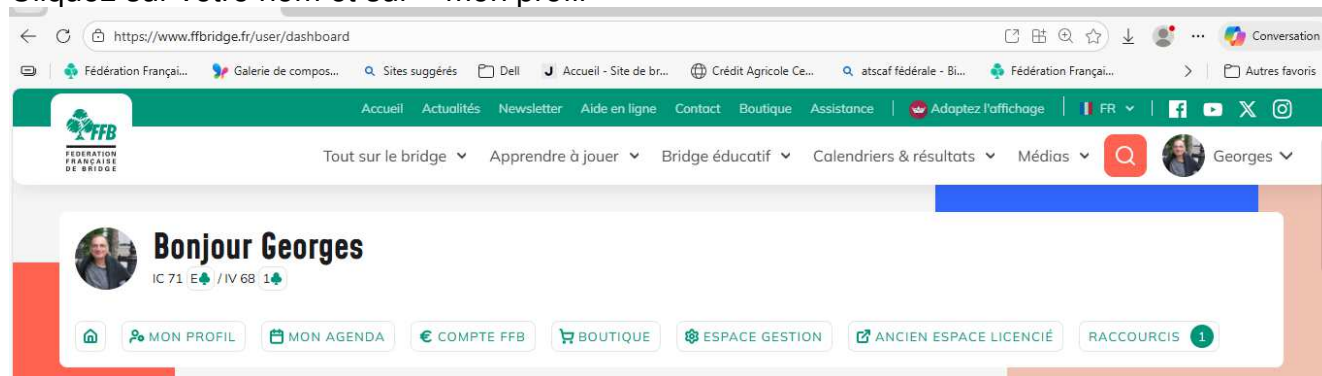 https://www.ffbridge.fr/user/dashboard
Conversation
Fédération Françai... Galerie de compos... Sites suggérés Dell J Accueil - Site de br... Crédit Agricole Ce... atscaf fédérale - Bi... Fédération Françai... Autres favoris
Accueil Actualités Newsletter Aide en ligne Contact Boutique Assistance Adaptez l'affichage FR
FFB
FEDERATION
FRANÇAISE
DE BRIDGE
Tout sur le bridge Apprendre à jouer Bridge éducatif Calendriers & résultats Médias Georges
Bonjour Georges
IC 71 E♣ / IV 68 1♣
MON PROFIL MON AGENDA € COMPTE FFB BOUTIQUE ESPACE GESTION ANCIEN ESPACE LICENCIÉ RACCOURCIS 1